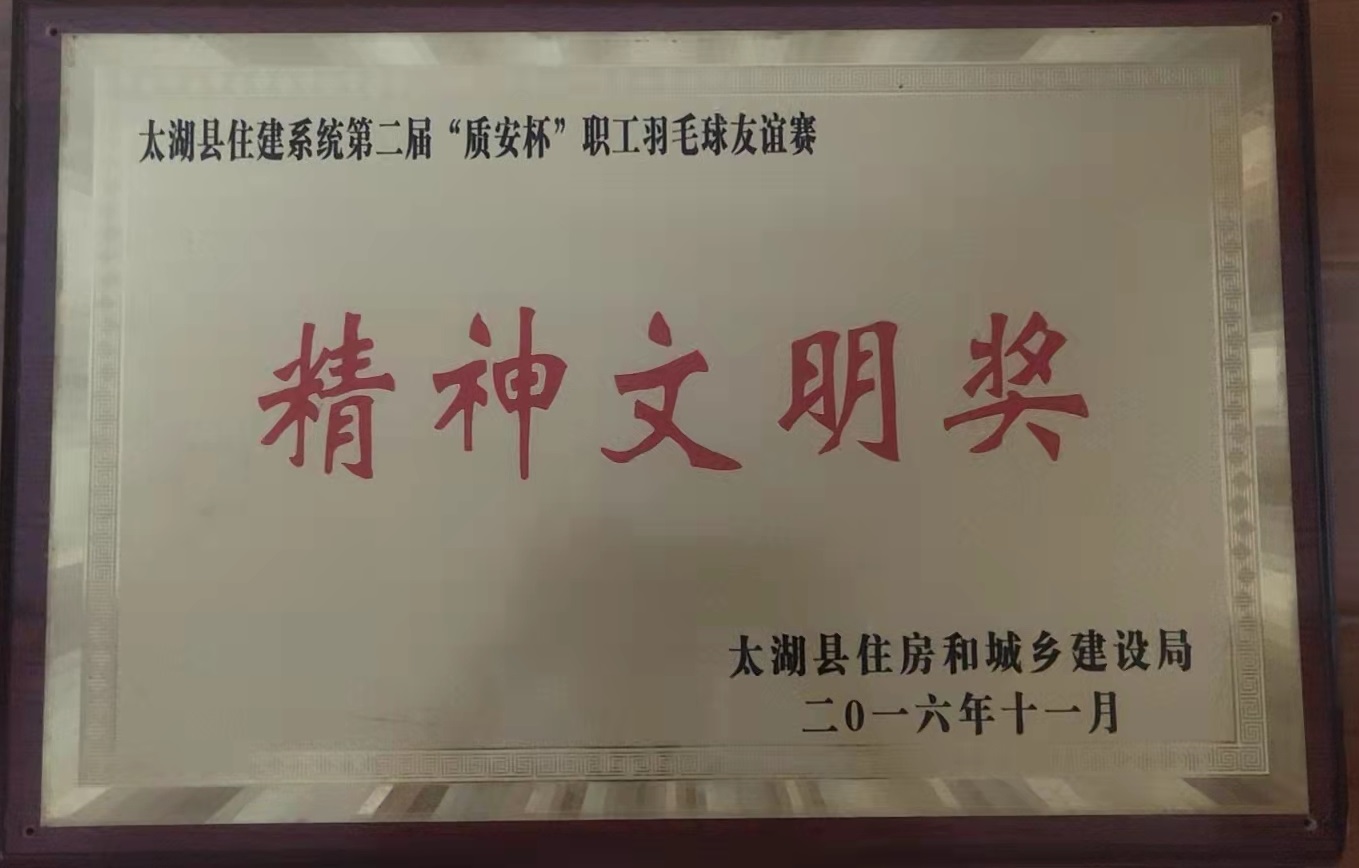 太湖县住建系统第二届“质安杯”职工羽毛球友谊赛
精神文明奖
太湖县住房和城乡建设局
二0一六年十一月